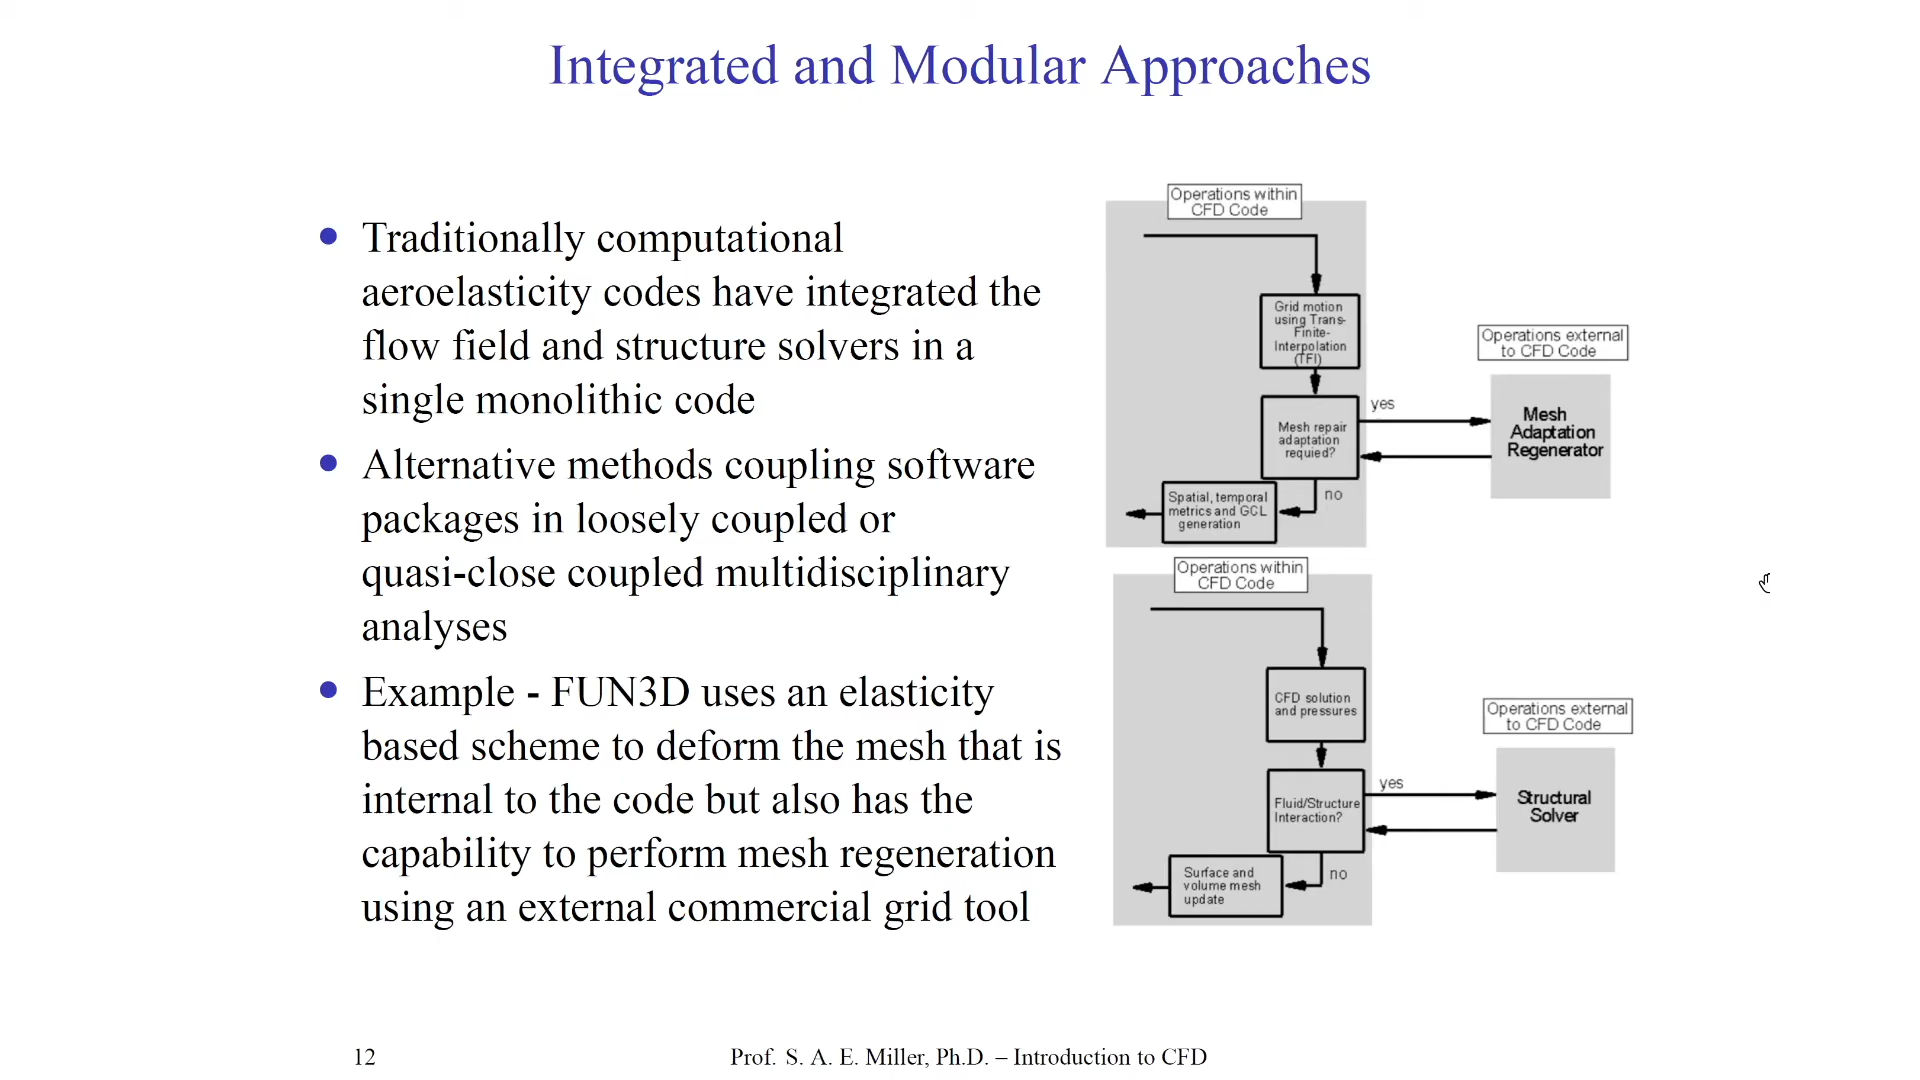 Integrated and Modular Approaches
• Traditionally computational
aeroelasticity codes have integrated the
flow field and structure solvers in a
single monolithic code
• Alternative methods coupling software
packages in loosely coupled or
quasi-close coupled multidisciplinary
analyses
• Example - FUN3D uses an elasticity
based scheme to deform the mesh that is
internal to the code but also has the
capability to perform mesh regeneration
using an external commercial grid tool
Operations within
CFD Code
Grid motion
using Trans-
Finite-
Interpolation
(TFI)
Mesh repair
adaptation
requied?
yes
no
Spatial, temporal
metrics and GCL
generation
Operations external
to CFD Code
Mesh
Adaptation
Regenerator
Operations within
CFD Code
CFD solution
and pressures
Fluid/Structure
Interaction?
yes
no
Surface and
volume mesh
update
Operations external
to CFD Code
Structural
Solver
12
Prof. S. A. E. Miller, Ph.D. – Introduction to CFD